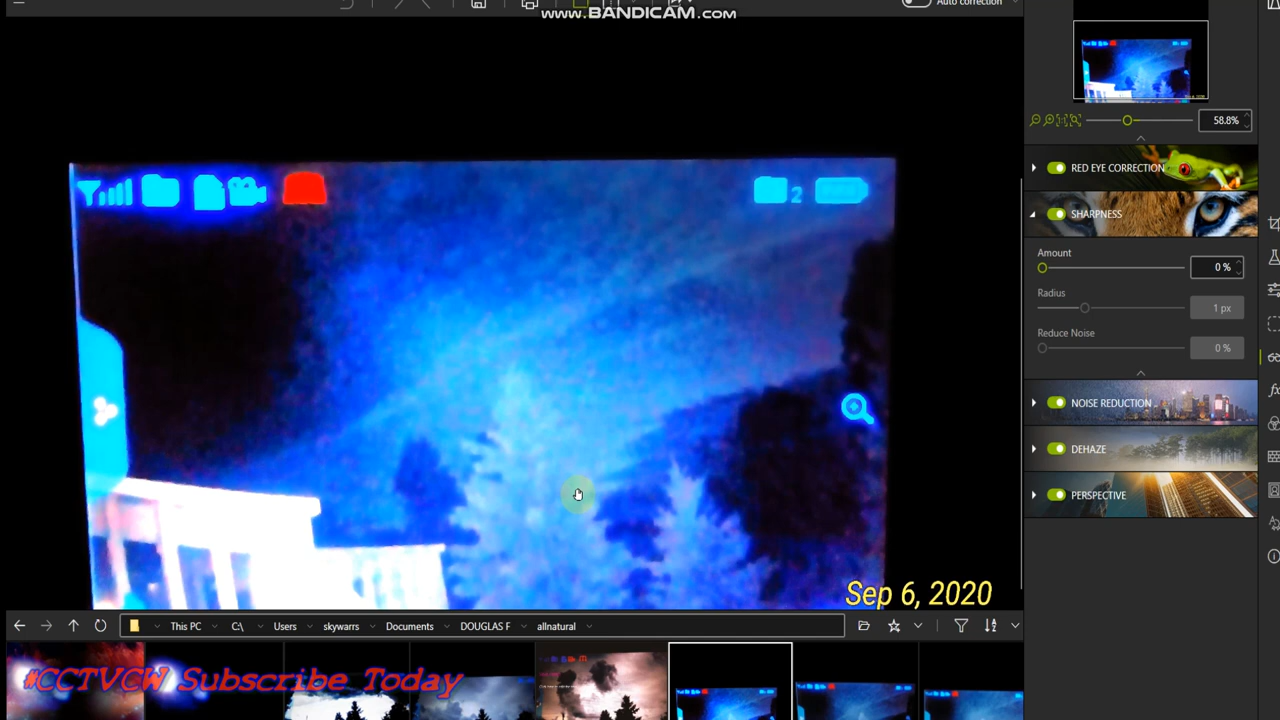 Auto correction
www.BANDICAM.com
58.8%
RED EYE CORRECTION
SHARPNESS
Amount
0 %
Radius
1 px
Reduce Noise
0 %
NOISE REDUCTION
DEHAZE
PERSPECTIVE
2
Sep 6, 2020
This PC
C:\
Users
skywarrs
Documents
DOUGLAS F
allnatural
#CCTVCW Subscribe Today